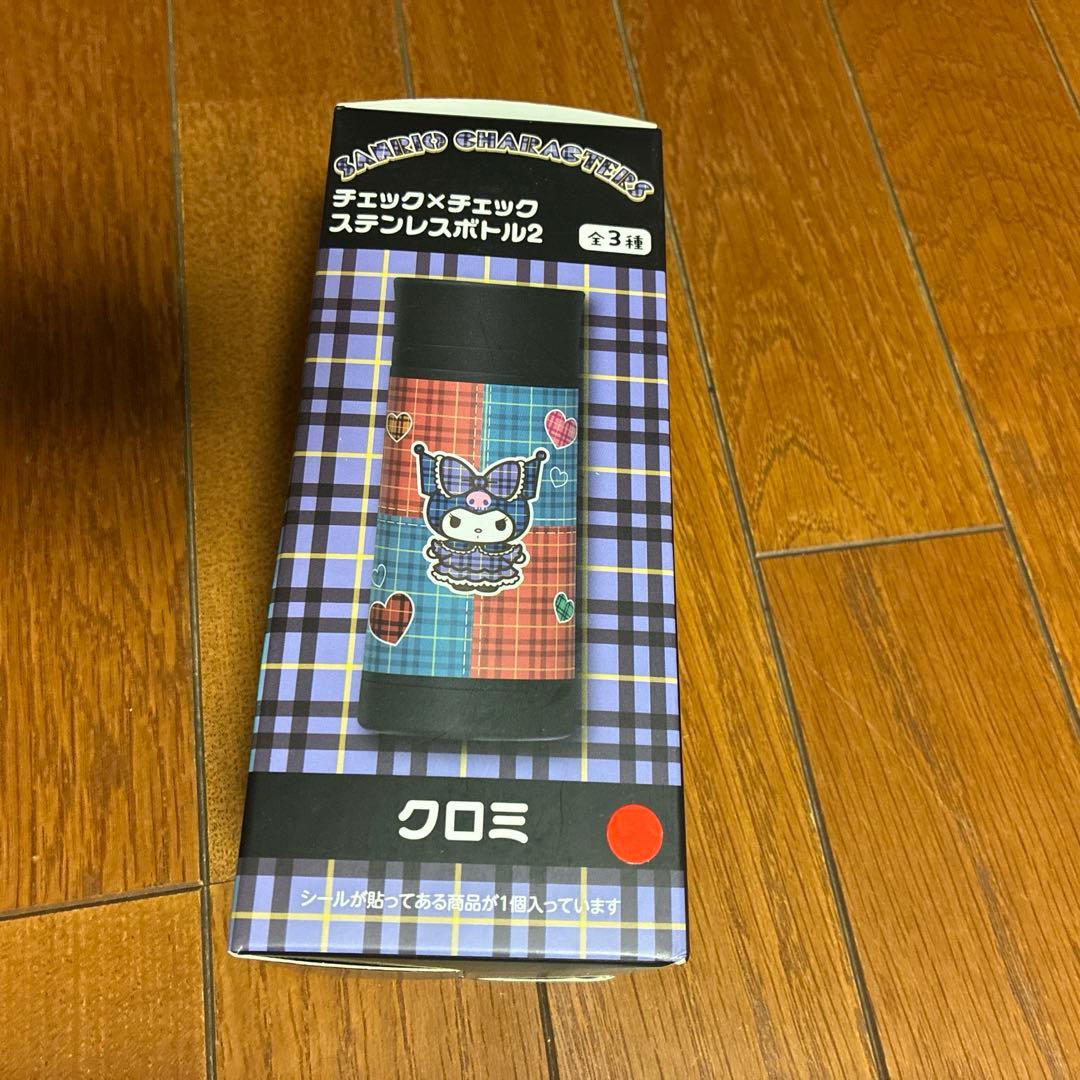 SANRIO CHARACTERS
チェック×チェック
ステンレスボトル2
全3種
クロミ
シールが貼ってある商品が1個入っています